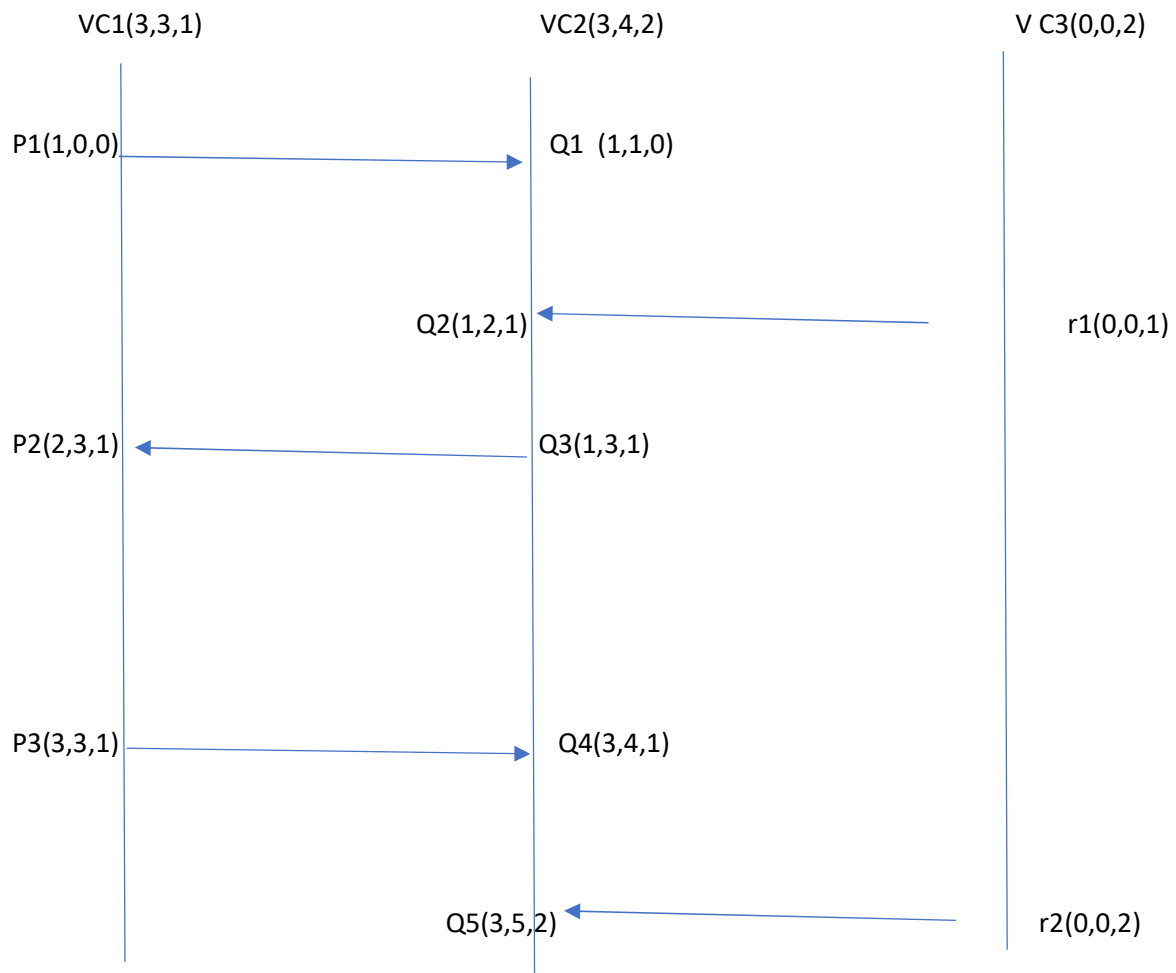 VC1(3,3,1) VC2(3,4,2) V C3(0,0,2)
P1(1,0,0) Q1 (1,1,0)
Q2(1,2,1) r1(0,0,1)
P2(2,3,1) Q3(1,3,1)
P3(3,3,1) Q4(3,4,1)
Q5(3,5,2) r2(0,0,2)